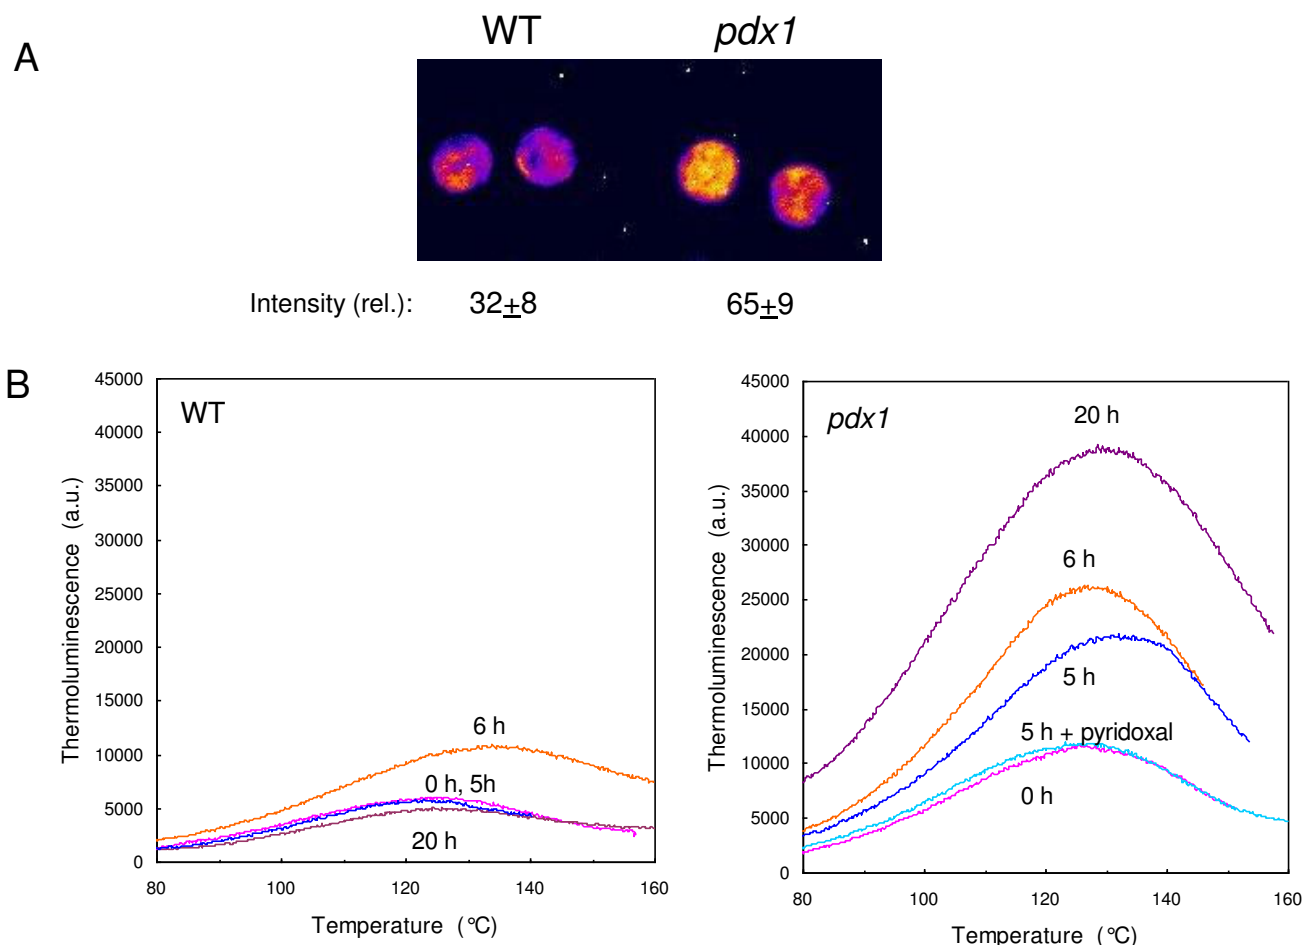 A
WT pdx1
Intensity (rel.): 32±8 65±9
B
WT
45000
40000
35000
30000
25000
20000
15000
10000
5000
0
Thermoluminescence (a.u.)
6 h
0 h, 5h
20 h
80 100 120 140 160
Temperature (°C)
pdx1
45000
40000
35000
30000
25000
20000
15000
10000
5000
0
Thermoluminescence (a.u.)
20 h
6 h
5 h
5 h + pyridoxal
0 h
80 100 120 140 160
Temperature (°C)